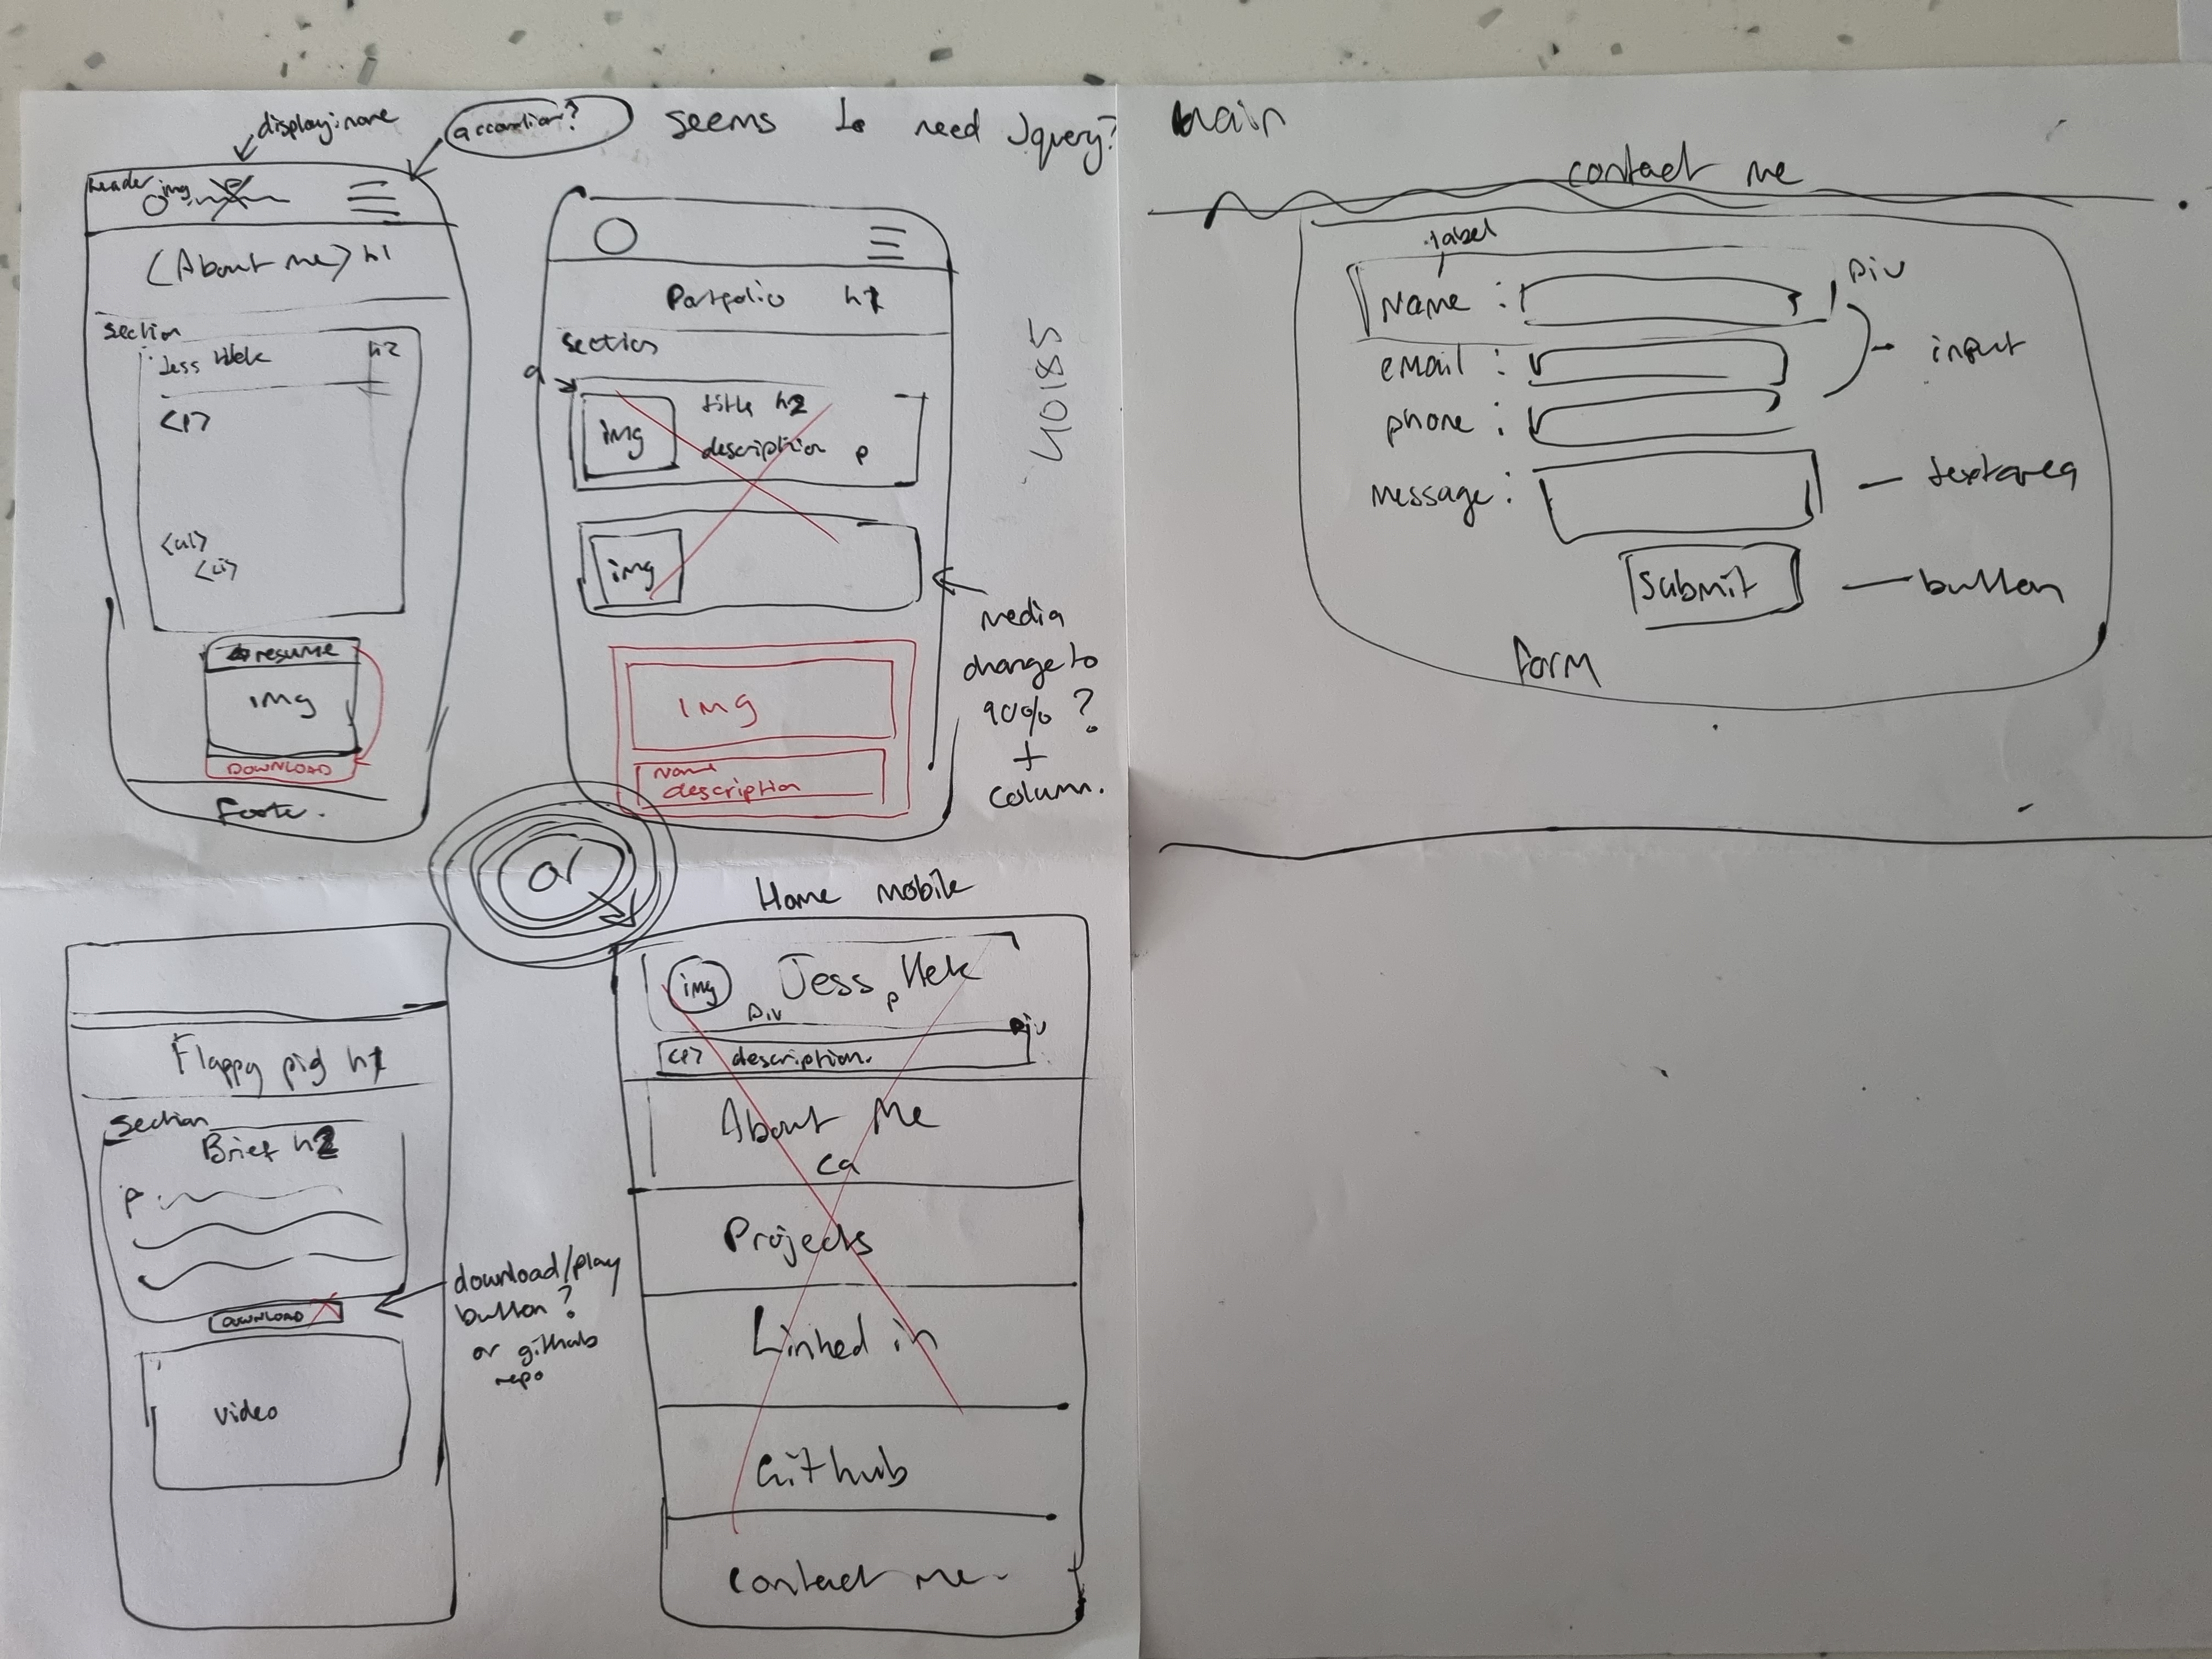 display:none
accordion?
seems to need Jquery?
header
img
(About me) h1
section
Jess h2
<p>
<ul>
<li>
resume
img
DOWNLOAD
Footer.
Portfolio h1
section
a
img
title h2
description p
img
media
change to
90% ?
+
column.
img
Name
description
40185
or
Flappy pig h1
section
Brief h2
p
DOWNLOAD
download/play
button?
or github
repo
video
Home mobile
img
Div
Jess
p
Div
<p> description.
About Me
Projects
Linked in
Github
contact me.
main
contact me
label
Name :
Div
email :
input
phone :
message :
textarea
submit
button
form